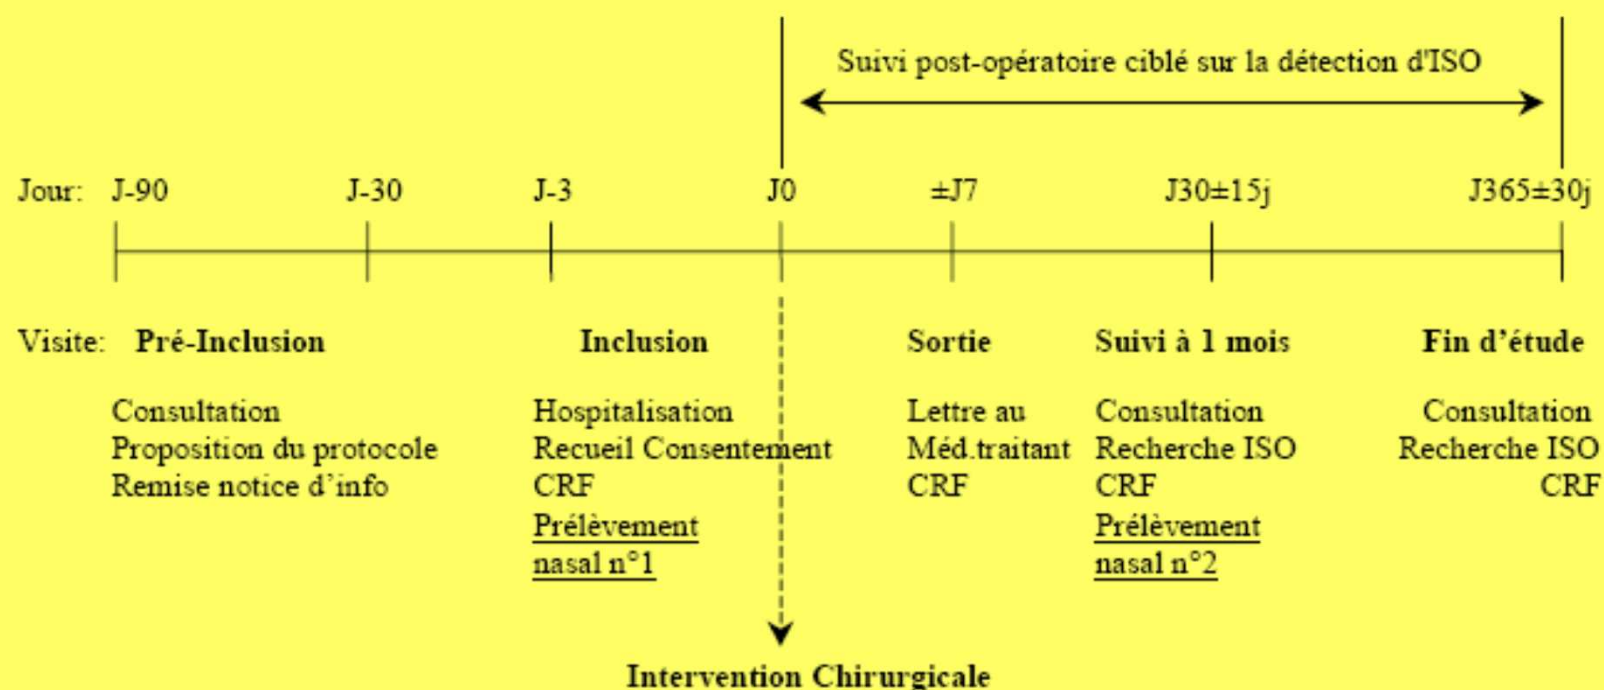 Suivi post-opératoire ciblé sur la détection d'ISO
Jour: J-90 J-30 J-3 J0 ±J7 J30±15j J365±30j
Visite: Pré-Inclusion Inclusion Sortie Suivi à 1 mois Fin d’étude
Consultation Hospitalisation Lettre au Consultation Consultation
Proposition du protocole Recueil Consentement Méd.traitant Recherche ISO Recherche ISO
Remise notice d’info CRF CRF CRF CRF
Prélèvement Prélèvement
nasal n°1 nasal n°2
Intervention Chirurgicale